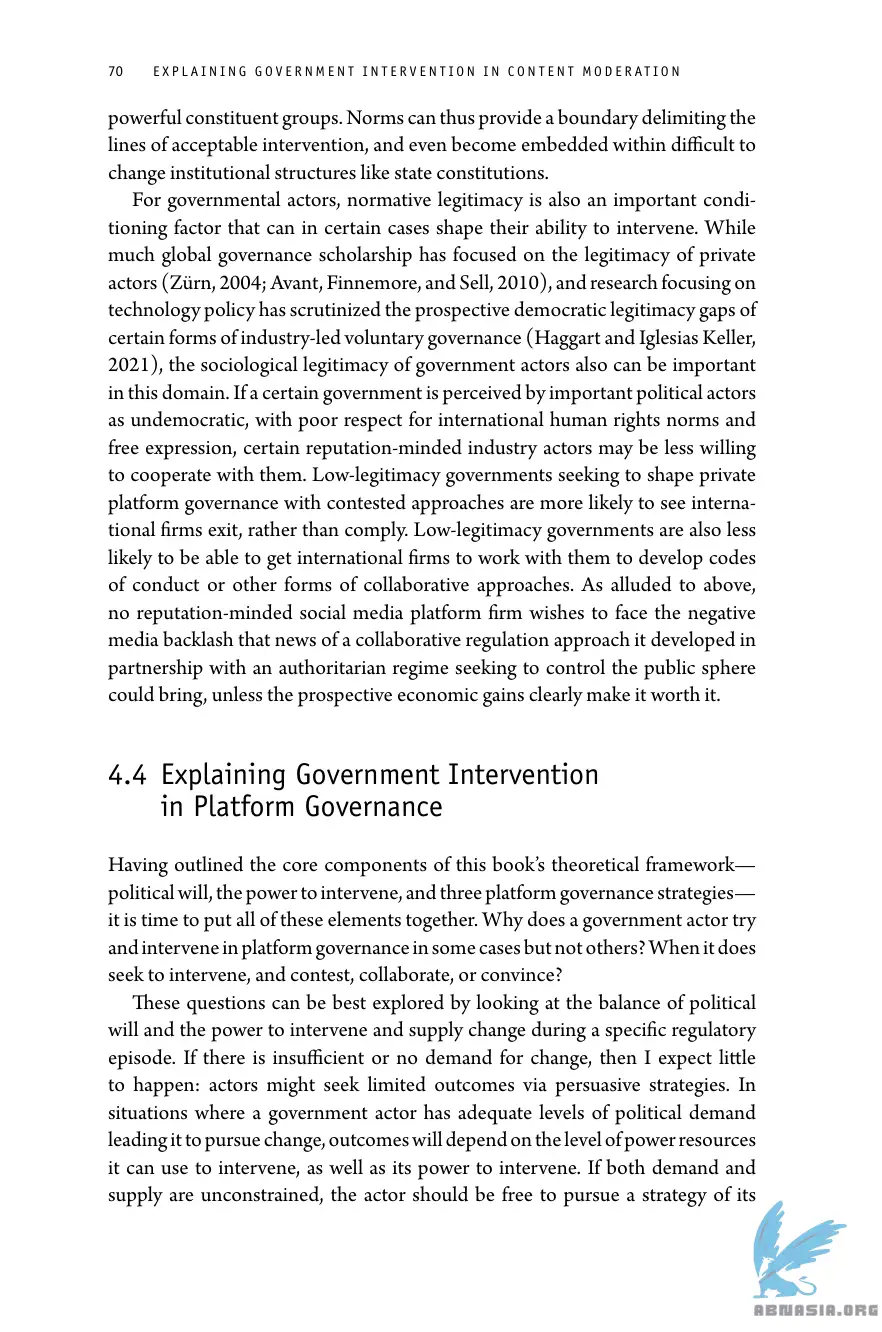 70 EXPLAINING GOVERNMENT INTERVENTION IN CONTENT MODERATION
powerful constituent groups. Norms can thus provide a boundary delimiting the
lines of acceptable intervention, and even become embedded within difficult to
change institutional structures like state constitutions.
For governmental actors, normative legitimacy is also an important condi-
tioning factor that can in certain cases shape their ability to intervene. While
much global governance scholarship has focused on the legitimacy of private
actors (Zürn, 2004; Avant, Finnemore, and Sell, 2010), and research focusing on
technology policy has scrutinized the prospective democratic legitimacy gaps of
certain forms of industry-led voluntary governance (Haggart and Iglesias Keller,
2021), the sociological legitimacy of government actors also can be important
in this domain. If a certain government is perceived by important political actors
as undemocratic, with poor respect for international human rights norms and
free expression, certain reputation-minded industry actors may be less willing
to cooperate with them. Low-legitimacy governments seeking to shape private
platform governance with contested approaches are more likely to see interna-
tional firms exit, rather than comply. Low-legitimacy governments are also less
likely to be able to get international firms to work with them to develop codes
of conduct or other forms of collaborative approaches. As alluded to above,
no reputation-minded social media platform firm wishes to face the negative
media backlash that news of a collaborative regulation approach it developed in
partnership with an authoritarian regime seeking to control the public sphere
could bring, unless the prospective economic gains clearly make it worth it.
4.4 Explaining Government Intervention
in Platform Governance
Having outlined the core components of this book's theoretical framework—
political will, the power to intervene, and three platform governance strategies—
it is time to put all of these elements together. Why does a government actor try
and intervene in platform governance in some cases but not others? When it does
seek to intervene, and contest, collaborate, or convince?
These questions can be best explored by looking at the balance of political
will and the power to intervene and supply change during a specific regulatory
episode. If there is insufficient or no demand for change, then I expect little
to happen: actors might seek limited outcomes via persuasive strategies. In
situations where a government actor has adequate levels of political demand
leading it to pursue change, outcomes will depend on the level of power resources
it can use to intervene, as well as its power to intervene. If both demand and
supply are unconstrained, the actor should be free to pursue a strategy of its
ABNASIA.ORG